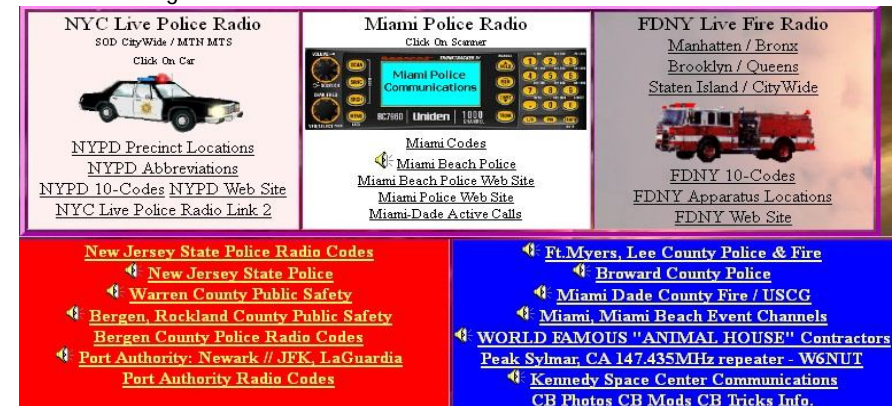 NYC Live Police Radio
SOD CityWide / MTN MTS
Click On Car
NYPD Precinct Locations
NYPD Abbreviations
NYPD 10-Codes NYPD Web Site
NYC Live Police Radio Link 2
Miami Police Radio
Click On Scanner
Miami Police
Communications
BC796D Uniden 1000
Miami Codes
Miami Beach Police
Miami Beach Police Web Site
Miami Police Web Site
Miami-Dade Active Calls
FDNY Live Fire Radio
Manhatten / Bronx
Brooklyn / Queens
Staten Island / CityWide
FDNY 10-Codes
FDNY Apparatus Locations
FDNY Web Site
New Jersey State Police Radio Codes
New Jersey State Police
Warren County Public Safety
Bergen, Rockland County Public Safety
Bergen County Police Radio Codes
Port Authority: Newark // JFK, LaGuardia
Port Authority Radio Codes
Ft.Myers, Lee County Police & Fire
Broward County Police
Miami Dade County Fire / USCG
Miami, Miami Beach Event Channels
WORLD FAMOUS "ANIMAL HOUSE" Contractors
Peak Sylmar, CA 147.435MHz repeater - W6NUT
Kennedy Space Center Communications
CB Photos CB Mods CB Tricks Info.